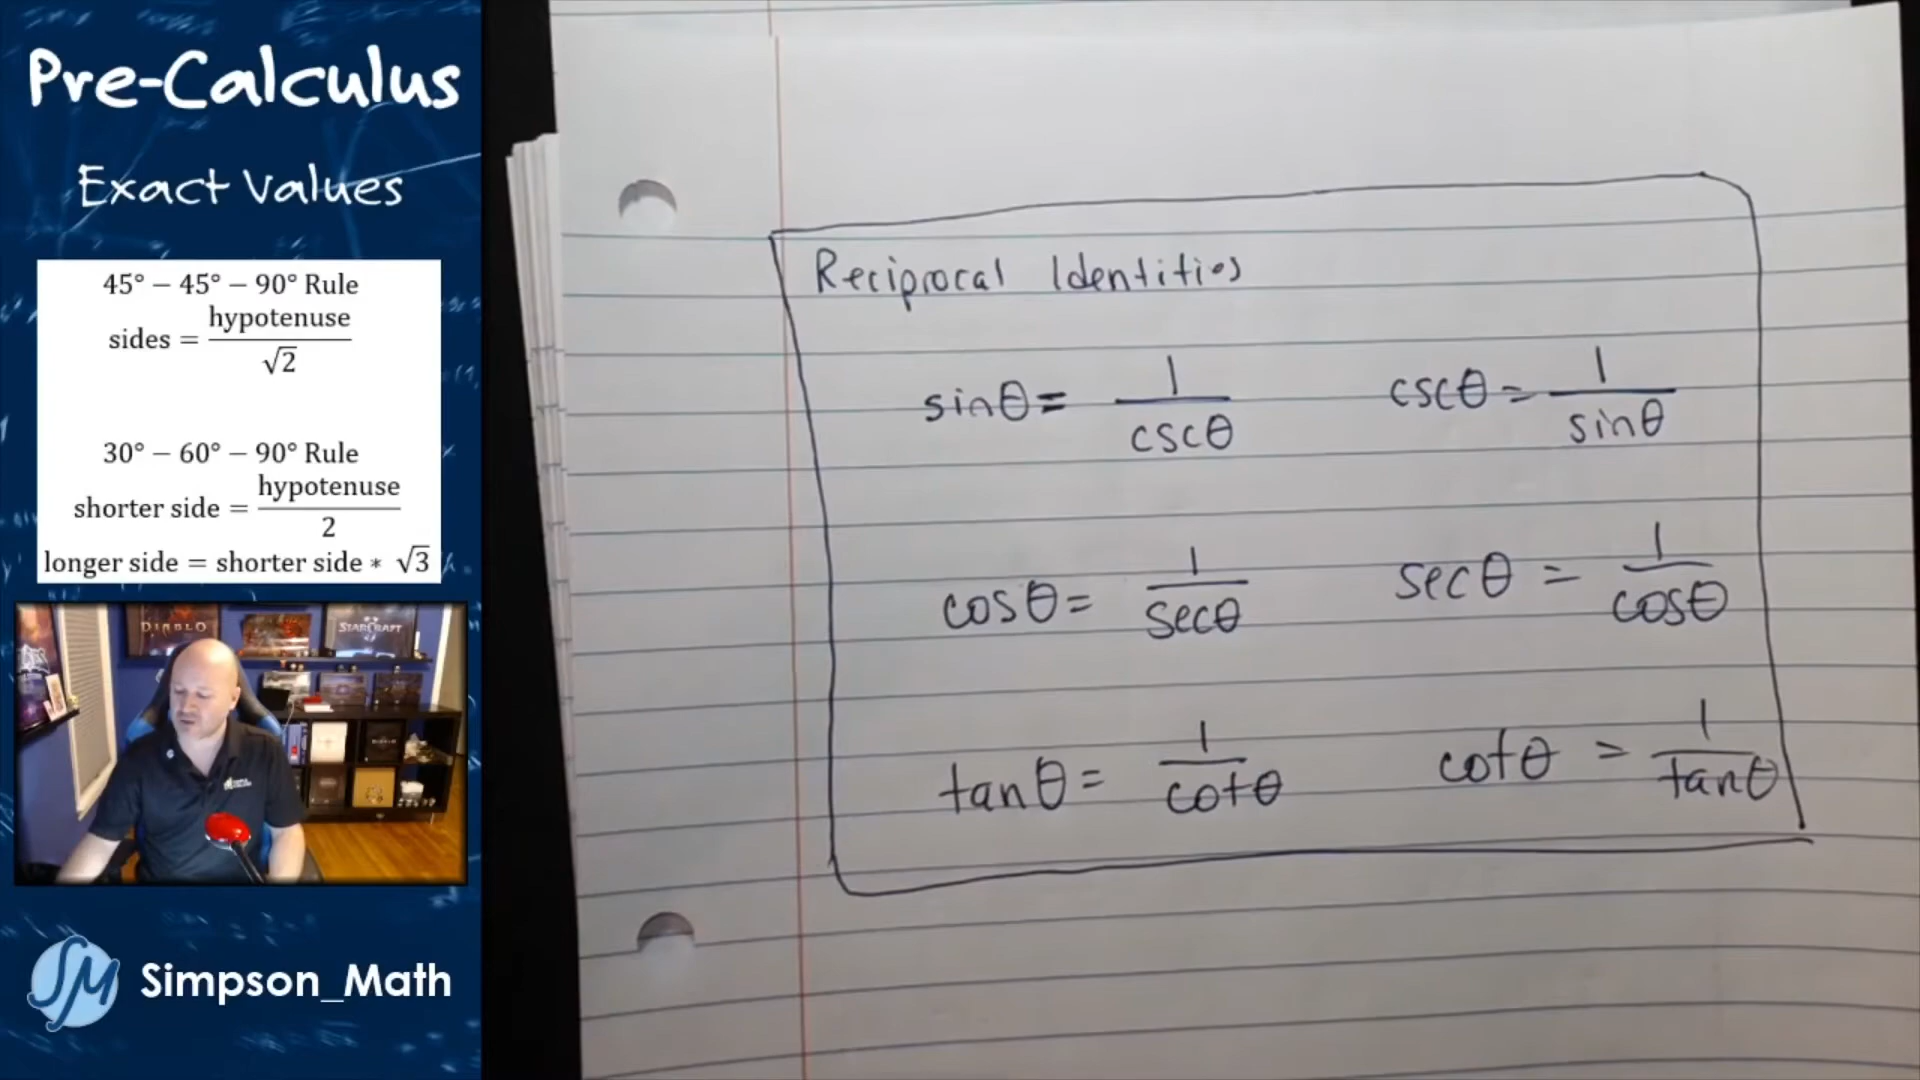 Pre-Calculus
Exact Values
45° − 45° − 90° Rule
sides = hypotenuse / √2
30° − 60° − 90° Rule
shorter side = hypotenuse / 2
longer side = shorter side * √3
DIABLO
STARCRAFT
SM Simpson_Math
Reciprocal Identities
sinθ = 1 / cscθ cscθ = 1 / sinθ
cosθ = 1 / secθ secθ = 1 / cosθ
tanθ = 1 / cotθ cotθ = 1 / tanθ